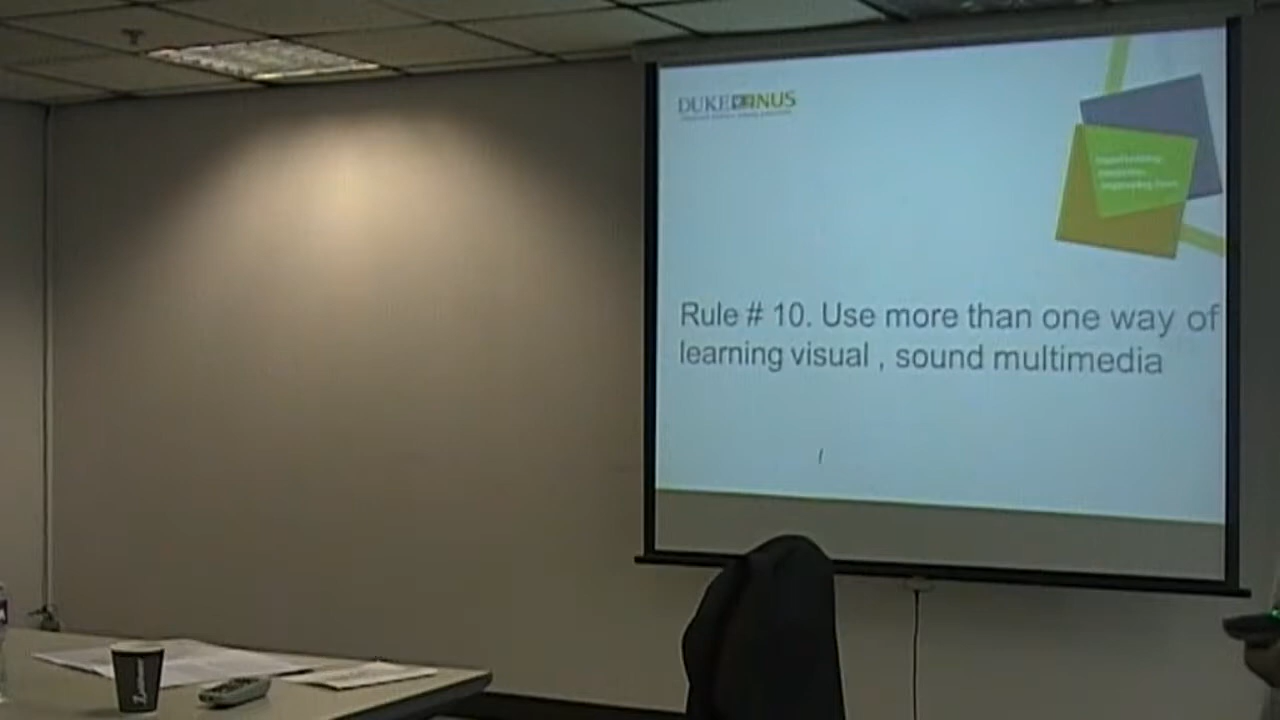 DUKE NUS
Rule # 10. Use more than one way of
learning visual , sound multimedia